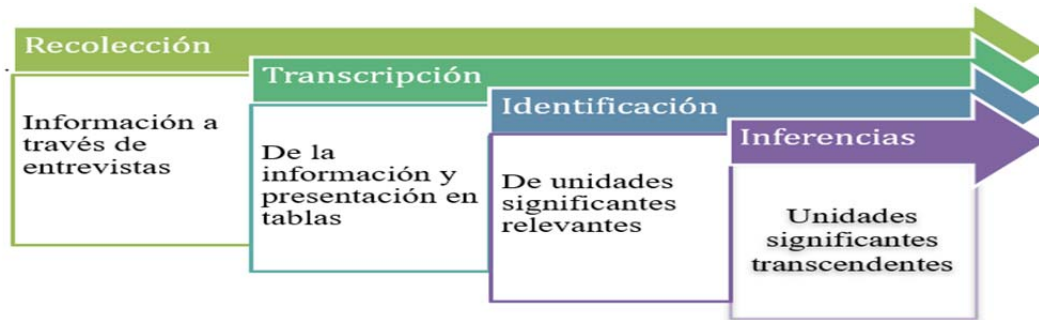 Recolección
Información a
través de
entrevistas
Transcripción
De la
información y
presentación en
tablas
Identificación
De unidades
significantes
relevantes
Inferencias
Unidades
significantes
transcendentes